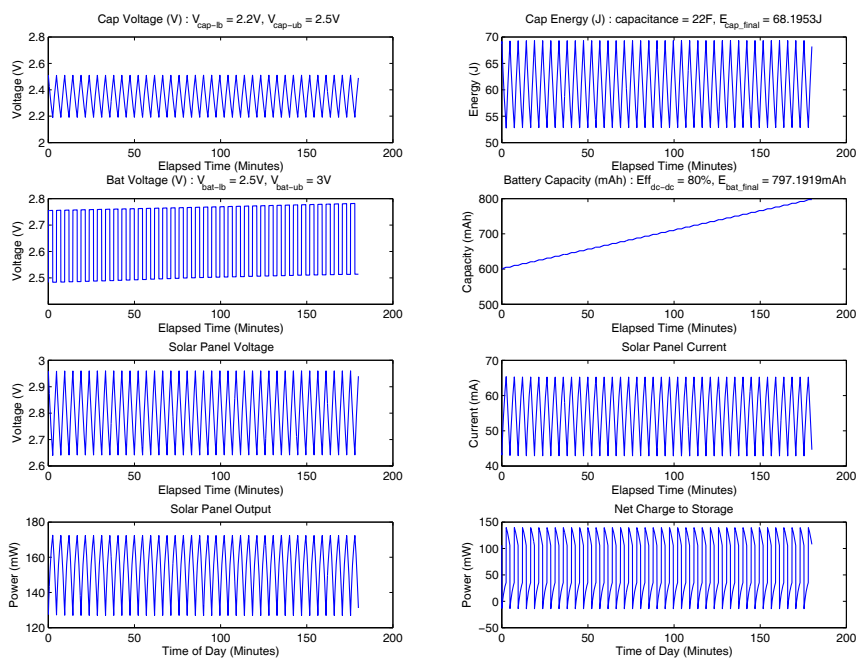 Cap Voltage (V) : V_cap−lb = 2.2V, V_cap−ub = 2.5V
2.8
2.6
2.4
2.2
2
Voltage (V)
0 50 100 150 200
Elapsed Time (Minutes)
Cap Energy (J) : capacitance = 22F, E_cap_final = 68.1953J
70
65
60
55
50
Energy (J)
0 50 100 150 200
Elapsed Time (Minutes)
Bat Voltage (V) : V_bat−lb = 2.5V, V_bat−ub = 3V
2.8
2.7
2.6
2.5
Voltage (V)
0 50 100 150 200
Elapsed Time (Minutes)
Battery Capacity (mAh) : Eff_dc−dc = 80%, E_bat_final = 797.1919mAh
800
700
600
500
Capacity (mAh)
0 50 100 150 200
Elapsed Time (Minutes)
Solar Panel Voltage
3
2.9
2.8
2.7
2.6
Voltage (V)
0 50 100 150 200
Elapsed Time (Minutes)
Solar Panel Current
70
60
50
40
Current (mA)
0 50 100 150 200
Elapsed Time (Minutes)
Solar Panel Output
180
160
140
120
Power (mW)
0 50 100 150 200
Time of Day (Minutes)
Net Charge to Storage
150
100
50
0
−50
Power (mW)
0 50 100 150 200
Time of Day (Minutes)